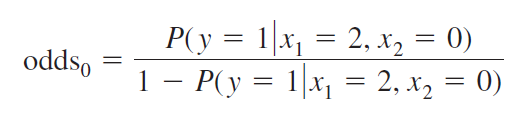 odds₀ = P(y = 1|x₁ = 2, x₂ = 0) / 1 − P(y = 1|x₁ = 2, x₂ = 0)